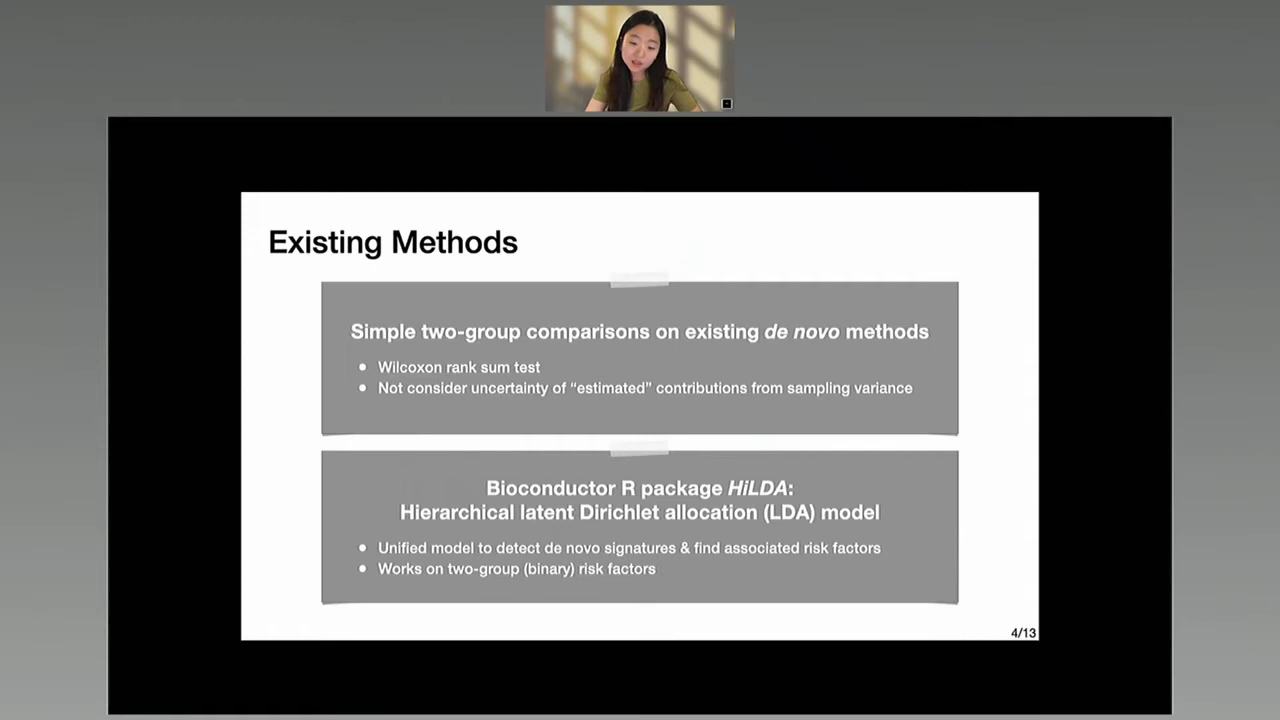 Existing Methods
Simple two-group comparisons on existing de novo methods
• Wilcoxon rank sum test
• Not consider uncertainty of “estimated” contributions from sampling variance
Bioconductor R package HiLDA:
Hierarchical latent Dirichlet allocation (LDA) model
• Unified model to detect de novo signatures & find associated risk factors
• Works on two-group (binary) risk factors
4/13